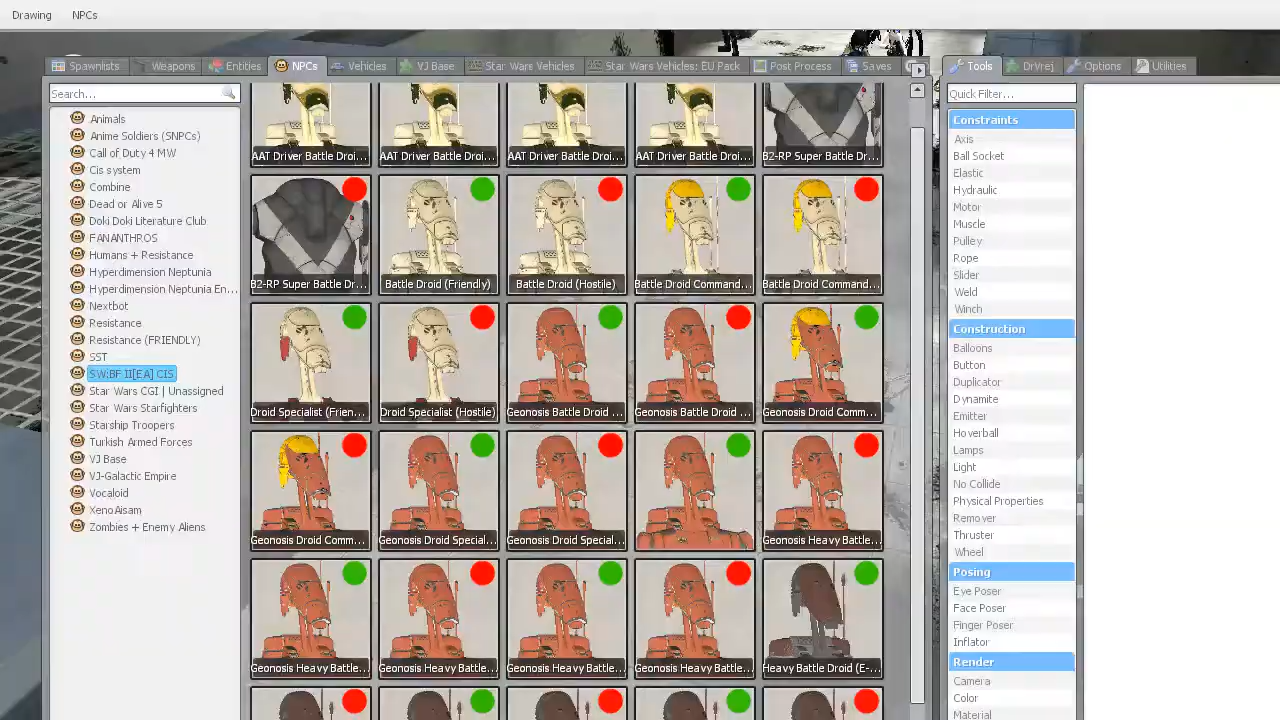 Drawing NPCs
Spawnlists Weapons Entities NPCs Vehicles VJ Base Star Wars Vehicles Star Wars Vehicles: EU Pack Post Process Saves
Tools DrVrej Options Utilities
Search...
Animals
Anime Soldiers (SNPCs)
Call of Duty 4 MW
Cis system
Combine
Dead or Alive 5
Doki Doki Literature Club
FANANTHROS
Humans + Resistance
Hyperdimension Neptunia
Hyperdimension Neptunia En...
Nextbot
Resistance
Resistance (FRIENDLY)
SST
SW:BF II[EA] CIS
Star Wars CGI | Unassigned
Star Wars Starfighters
Starship Troopers
Turkish Armed Forces
VJ Base
VJ-Galactic Empire
Vocaloid
XenoAisam
Zombies + Enemy Aliens
AAT Driver Battle Droi... AAT Driver Battle Droi... AAT Driver Battle Droi... AAT Driver Battle Droi... B2-RP Super Battle Dr...
B2-RP Super Battle Dr... Battle Droid (Friendly) Battle Droid (Hostile) Battle Droid Command... Battle Droid Command...
Droid Specialist (Frien... Droid Specialist (Hostile) Geonosis Battle Droid ... Geonosis Battle Droid ... Geonosis Droid Comm...
Geonosis Droid Comm... Geonosis Droid Special... Geonosis Droid Special... Geonosis Heavy Battle...
Geonosis Heavy Battle... Geonosis Heavy Battle... Geonosis Heavy Battle... Geonosis Heavy Battle... Heavy Battle Droid (E-...
Quick Filter...
Constraints
Axis
Ball Socket
Elastic
Hydraulic
Motor
Muscle
Pulley
Rope
Slider
Weld
Winch
Construction
Balloons
Button
Duplicator
Dynamite
Emitter
Hoverball
Lamps
Light
No Collide
Physical Properties
Remover
Thruster
Wheel
Posing
Eye Poser
Face Poser
Finger Poser
Inflator
Render
Camera
Color
Material